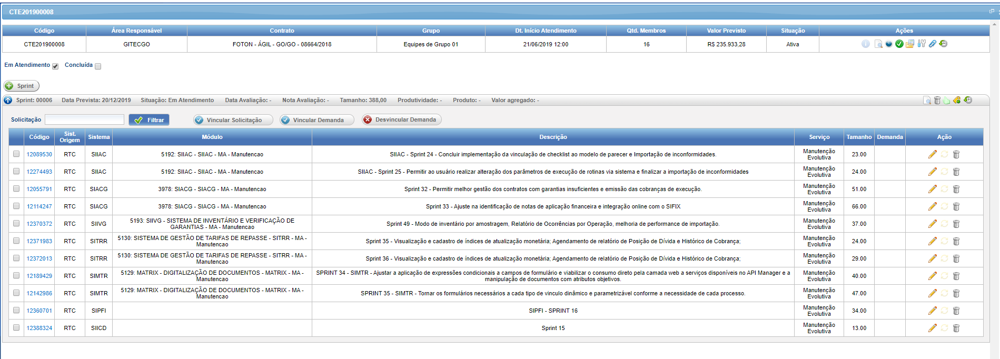 CTE201900008
Código Área Responsável Contrato Grupo Dt. Início Atendimento Qtd. Membros Valor Previsto Situação Ações
CTE201900008 GITECGO FOTON - ÁGIL - GO/GO - 08664/2018 Equipes de Grupo 01 21/06/2019 12:00 16 R$ 235.933,28 Ativa
Em Atendimento Concluída
Sprint
Sprint: 00006 Data Prevista: 20/12/2019 Situação: Em Atendimento Data Avaliação: - Nota Avaliação: - Tamanho: 388,00 Produtividade: - Produto: - Valor agregado: -
Solicitação Filtrar Vincular Solicitação Vincular Demanda Desvincular Demanda
Código Sist. Origem Sistema Módulo Descrição Serviço Tamanho Demanda Ação
12089530 RTC SIIAC 5192: SIIAC - SIIAC - MA - Manutencao SIIAC - Sprint 24 - Concluir implementação da vinculação de checklist ao modelo de parecer e Importação de inconformidades. Manutenção Evolutiva 23.00
12274493 RTC SIIAC 5192: SIIAC - SIIAC - MA - Manutencao SIIAC - Sprint 25 - Permitir ao usuário realizar alteração dos parâmetros de execução de rotinas via sistema e finalizar a importação de inconformidades Manutenção Evolutiva 24.00
12055791 RTC SIACG 3978: SIACG - SIACG - MA - Manutencao Sprint 32 - Permitir melhor gestão dos contratos com garantias insuficientes e emissão das cobranças de execução. Manutenção Evolutiva 51.00
12114247 RTC SIACG 3978: SIACG - SIACG - MA - Manutencao Sprint 33 - Ajuste na identificação de notas de aplicação financeira e integração online com o SIFIX Manutenção Evolutiva 66.00
12370372 RTC SIIVG 5193: SIIVG - SISTEMA DE INVENTÁRIO E VERIFICAÇÃO DE GARANTIAS - MA - Manutencao Sprint 49 - Modo de inventário por amostragem, Relatório de Ocorrências por Operação, melhoria de performance de importação. Manutenção Evolutiva 37.00
12371983 RTC SITRR 5130: SISTEMA DE GESTÃO DE TARIFAS DE REPASSE - SITRR - MA - Manutencao Sprint 35 - Visualização e cadastro de índices de atualização monetária; Agendamento de relatório de Posição de Dívida e Histórico de Cobrança; Manutenção Evolutiva 24.00
12372013 RTC SITRR 5130: SISTEMA DE GESTÃO DE TARIFAS DE REPASSE - SITRR - MA - Manutencao Sprint 36 - Visualização e cadastro de índices de atualização monetária; Agendamento de relatório de Posição de Dívida e Histórico de Cobrança; Manutenção Evolutiva 29.00
12189429 RTC SIMTR 5129: MATRIX - DIGITALIZAÇÃO DE DOCUMENTOS - MATRIX - MA - Manutencao SPRINT 34 - SIMTR - Ajustar a aplicação de expressões condicionais a campos de formulário e viabilizar o consumo direto pela camada web a serviços disponíveis no API Manager e a manipulação de documentos com atributos objetivos. Manutenção Evolutiva 40.00
12142986 RTC SIMTR 5129: MATRIX - DIGITALIZAÇÃO DE DOCUMENTOS - MATRIX - MA - Manutencao SPRINT 35 - SIMTR - Tornar os formulários necessários a cada tipo de vinculo dinâmico e parametrizável conforme a necessidade de cada processo. Manutenção Evolutiva 47.00
12360701 RTC SIPFI SIPFI - SPRINT 16 Manutenção Evolutiva 34.00
12388324 RTC SIICD Sprint 15 Manutenção Evolutiva 13.00